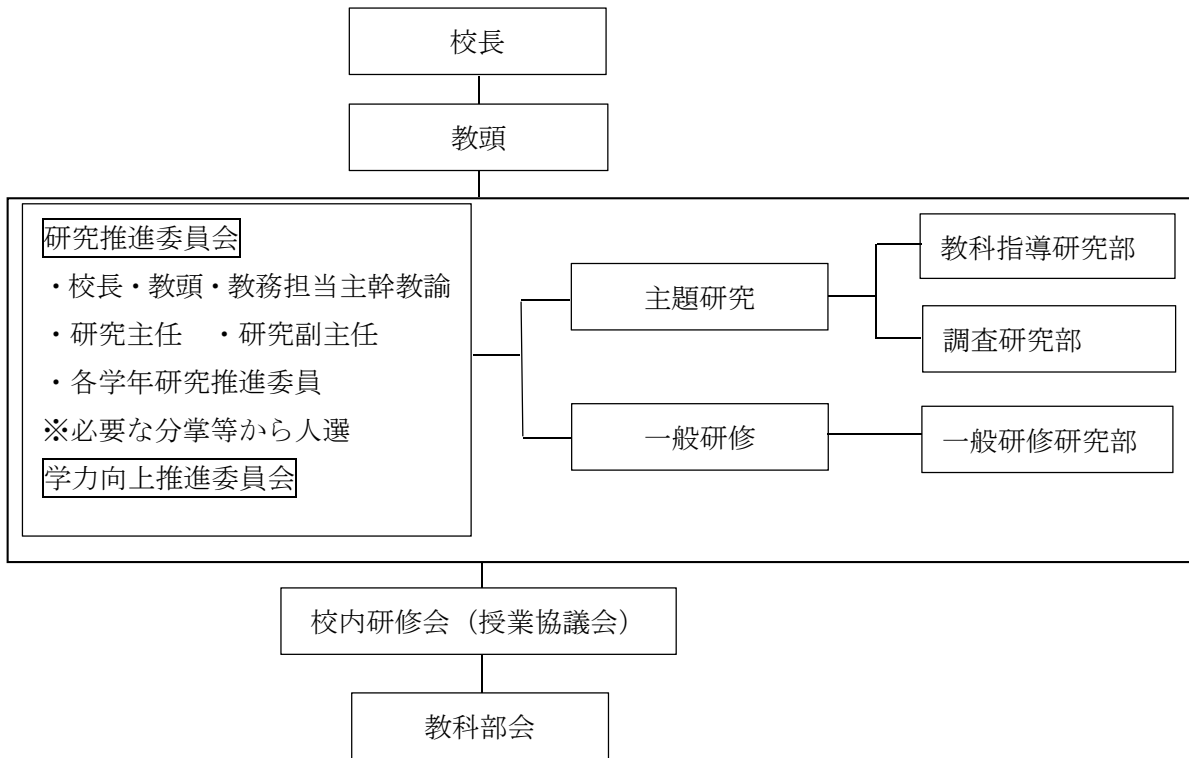 校長
教頭
研究推進委員会
・校長・教頭・教務担当主幹教諭
・研究主任　・研究副主任
・各学年研究推進委員
※必要な分掌等から人選
学力向上推進委員会
主題研究
一般研修
教科指導研究部
調査研究部
一般研修研究部
校内研修会（授業協議会）
教科部会